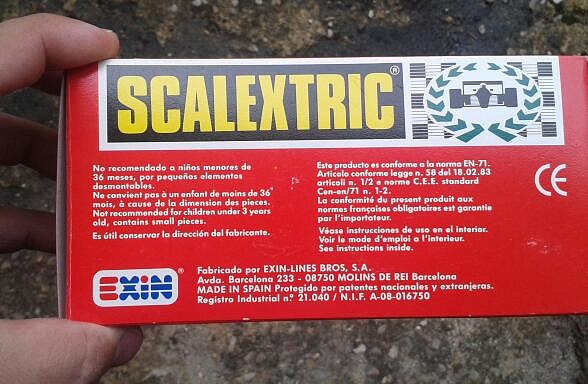 SCALEXTRIC®
No recomendado a niños menores de
36 meses, por pequeños elementos
desmontables.
No convient pas à un enfant de moins de 36
mois, à cause de la dimension des pieces.
Not recommended for children under 3 years
old, contains small pieces.
Es útil conservar la dirección del fabricante.
Este producto es conforme a la norma EN-71.
Articolo conforme legge n. 58 del 18.02.83
articoli n. 1/2 e norme C.E.E. standard
Cen-en/71 n. 1-2.
La conformité du present produit aux
normes françaises obligatoires est garantie
par l'importateur.
Véase instrucciones de uso en el interior.
Voir le mode d'emploi a l'interieur.
See instructions inside.
CE
EXIN®
Fabricado por EXIN-LINES BROS, S.A.
Avda. Barcelona 233 - 08750 MOLINS DE REI Barcelona
MADE IN SPAIN Protegido por patentes nacionales y extranjeras.
Registro Industrial n.º 21.040 / N.I.F. A-08-016750